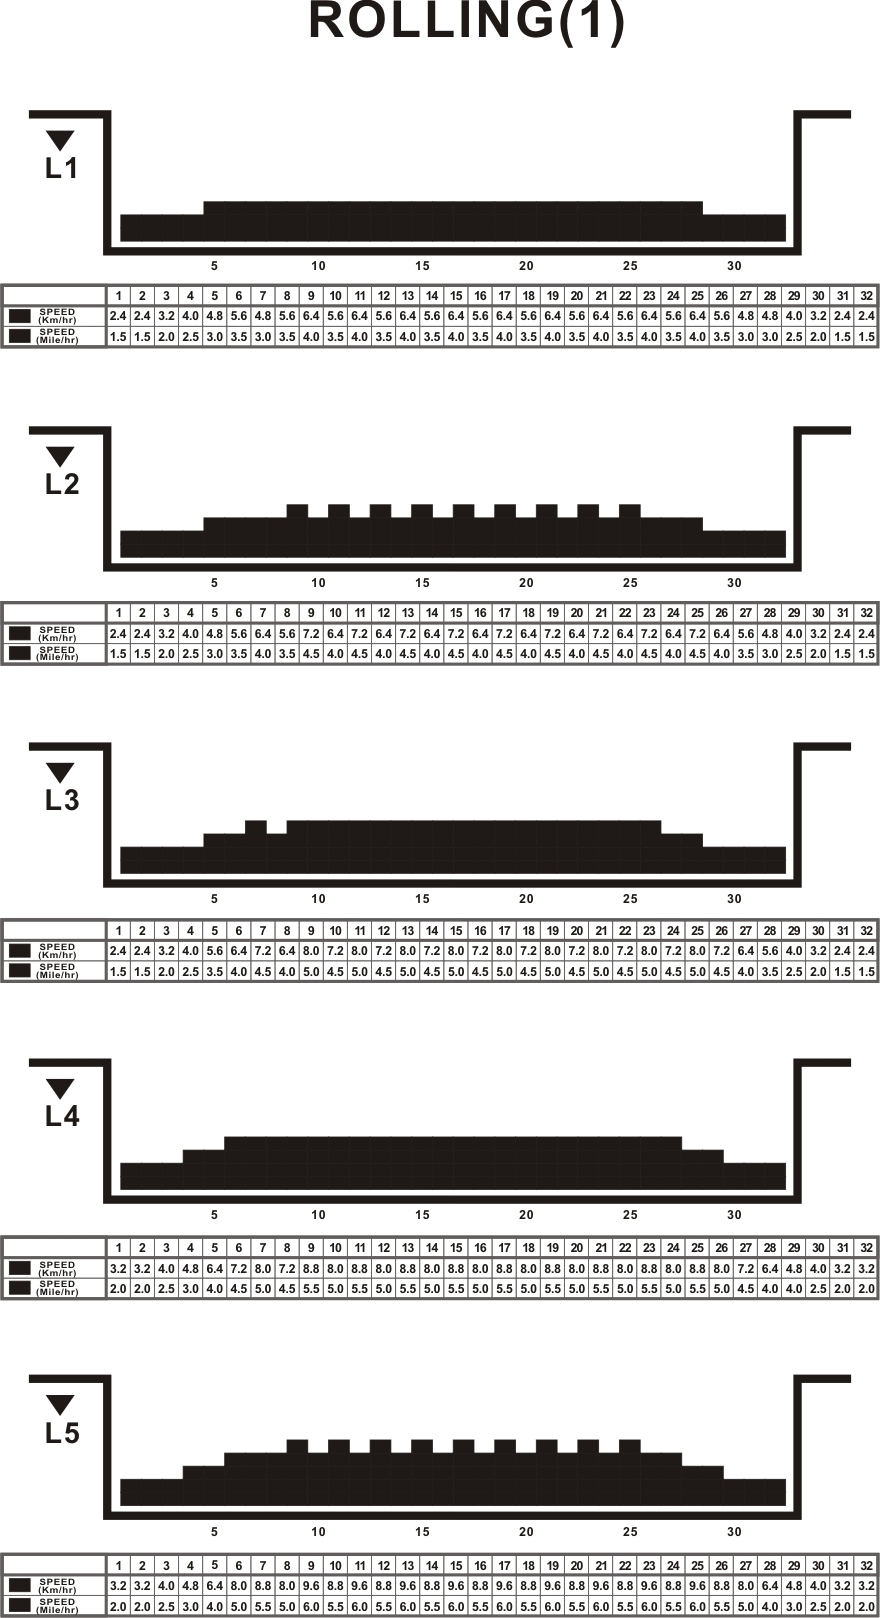 ROLLING(1)
L1
5 10 15 20 25 30
1 2 3 4 5 6 7 8 9 10 11 12 13 14 15 16 17 18 19 20 21 22 23 24 25 26 27 28 29 30 31 32
SPEED (Km/hr) 2.4 2.4 3.2 4.0 4.8 5.6 4.8 5.6 6.4 5.6 6.4 5.6 6.4 5.6 6.4 5.6 6.4 5.6 6.4 5.6 6.4 5.6 6.4 5.6 6.4 5.6 4.8 4.8 4.0 3.2 2.4 2.4
SPEED (Mile/hr) 1.5 1.5 2.0 2.5 3.0 3.5 3.0 3.5 4.0 3.5 4.0 3.5 4.0 3.5 4.0 3.5 4.0 3.5 4.0 3.5 4.0 3.5 4.0 3.5 4.0 3.5 3.0 3.0 2.5 2.0 1.5 1.5
L2
5 10 15 20 25 30
1 2 3 4 5 6 7 8 9 10 11 12 13 14 15 16 17 18 19 20 21 22 23 24 25 26 27 28 29 30 31 32
SPEED (Km/hr) 2.4 2.4 3.2 4.0 4.8 5.6 6.4 5.6 7.2 6.4 7.2 6.4 7.2 6.4 7.2 6.4 7.2 6.4 7.2 6.4 7.2 6.4 7.2 6.4 7.2 6.4 5.6 4.8 4.0 3.2 2.4 2.4
SPEED (Mile/hr) 1.5 1.5 2.0 2.5 3.0 3.5 4.0 3.5 4.5 4.0 4.5 4.0 4.5 4.0 4.5 4.0 4.5 4.0 4.5 4.0 4.5 4.0 4.5 4.0 4.5 4.0 3.5 3.0 2.5 2.0 1.5 1.5
L3
5 10 15 20 25 30
1 2 3 4 5 6 7 8 9 10 11 12 13 14 15 16 17 18 19 20 21 22 23 24 25 26 27 28 29 30 31 32
SPEED (Km/hr) 2.4 2.4 3.2 4.0 5.6 6.4 7.2 6.4 8.0 7.2 8.0 7.2 8.0 7.2 8.0 7.2 8.0 7.2 8.0 7.2 8.0 7.2 8.0 7.2 8.0 7.2 6.4 5.6 4.0 3.2 2.4 2.4
SPEED (Mile/hr) 1.5 1.5 2.0 2.5 3.5 4.0 4.5 4.0 5.0 4.5 5.0 4.5 5.0 4.5 5.0 4.5 5.0 4.5 5.0 4.5 5.0 4.5 5.0 4.5 5.0 4.5 4.0 3.5 2.5 2.0 1.5 1.5
L4
5 10 15 20 25 30
1 2 3 4 5 6 7 8 9 10 11 12 13 14 15 16 17 18 19 20 21 22 23 24 25 26 27 28 29 30 31 32
SPEED (Km/hr) 3.2 3.2 4.0 4.8 6.4 7.2 8.0 7.2 8.8 8.0 8.8 8.0 8.8 8.0 8.8 8.0 8.8 8.0 8.8 8.0 8.8 8.0 8.8 8.0 8.8 8.0 7.2 6.4 4.8 4.0 3.2 3.2
SPEED (Mile/hr) 2.0 2.0 2.5 3.0 4.0 4.5 5.0 4.5 5.5 5.0 5.5 5.0 5.5 5.0 5.5 5.0 5.5 5.0 5.5 5.0 5.5 5.0 5.5 5.0 5.5 5.0 4.5 4.0 4.0 2.5 2.0 2.0
L5
5 10 15 20 25 30
1 2 3 4 5 6 7 8 9 10 11 12 13 14 15 16 17 18 19 20 21 22 23 24 25 26 27 28 29 30 31 32
SPEED (Km/hr) 3.2 3.2 4.0 4.8 6.4 8.0 8.8 8.0 9.6 8.8 9.6 8.8 9.6 8.8 9.6 8.8 9.6 8.8 9.6 8.8 9.6 8.8 9.6 8.8 9.6 8.8 8.0 6.4 4.8 4.0 3.2 3.2
SPEED (Mile/hr) 2.0 2.0 2.5 3.0 4.0 5.0 5.5 5.0 6.0 5.5 6.0 5.5 6.0 5.5 6.0 5.5 6.0 5.5 6.0 5.5 6.0 5.5 6.0 5.5 6.0 5.5 5.0 4.0 3.0 2.5 2.0 2.0